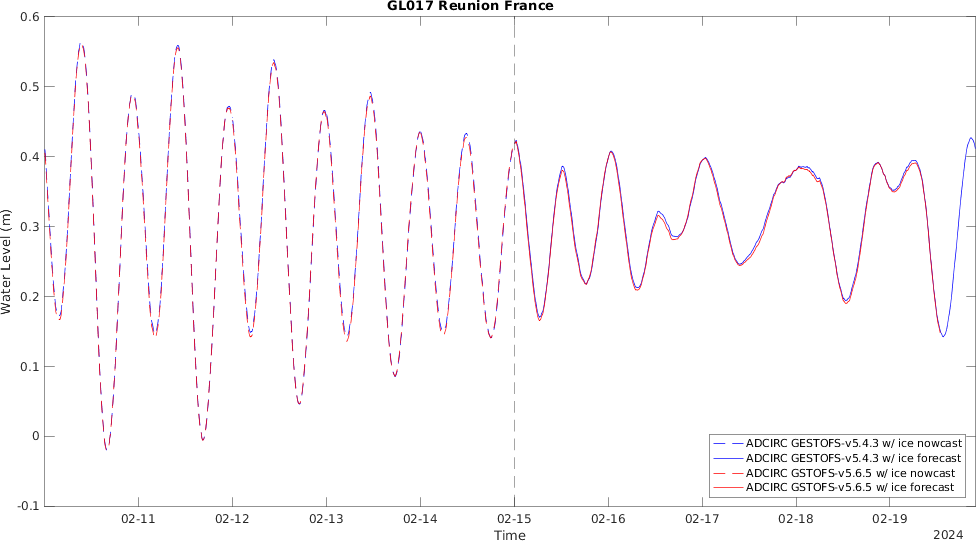 GL017 Reunion France
0.6
0.5
0.4
0.3
0.2
0.1
0
-0.1
Water Level (m)
ADCIRC GESTOFS-v5.4.3 w/ ice nowcast
ADCIRC GESTOFS-v5.4.3 w/ ice forecast
ADCIRC GSTOFS-v5.6.5 w/ ice nowcast
ADCIRC GSTOFS-v5.6.5 w/ ice forecast
02-11 02-12 02-13 02-14 02-15 02-16 02-17 02-18 02-19
Time
2024